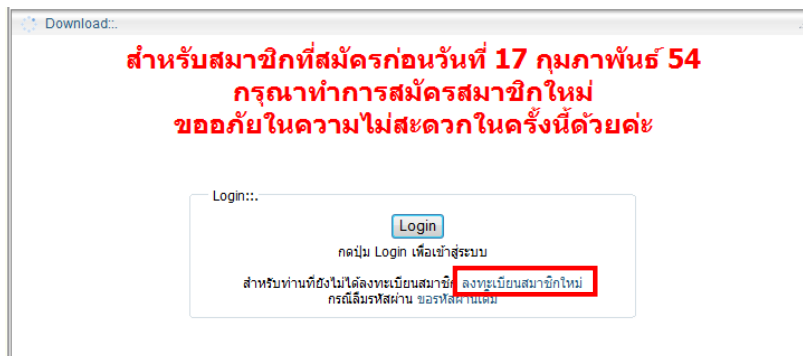 Download::.
สำหรับสมาชิกที่สมัครก่อนวันที่ 17 กุมภาพันธ์ 54
กรุณาทำการสมัครสมาชิกใหม่
ขออภัยในความไม่สะดวกในครั้งนี้ด้วยค่ะ
Login::.
Login
กดปุ่ม Login เพื่อเข้าสู่ระบบ
สำหรับท่านที่ยังไม่ได้ลงทะเบียนสมาชิก ลงทะเบียนสมาชิกใหม่
กรณีลืมรหัสผ่าน ขอรหัสผ่านเดิม